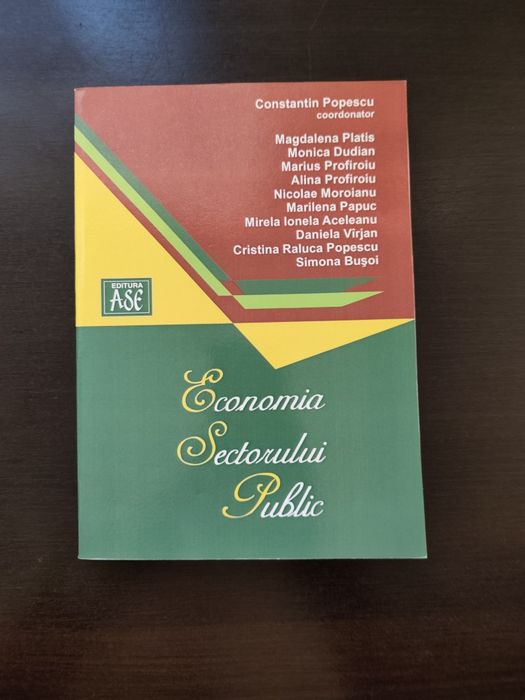 Constantin Popescu
coordonator
Magdalena Platis
Monica Dudian
Marius Profiroiu
Alina Profiroiu
Nicolae Moroianu
Marilena Papuc
Mirela Ionela Aceleanu
Daniela Vîrjan
Cristina Raluca Popescu
Simona Buşoi
EDITURA
ASE
Economia
Sectorului
Public